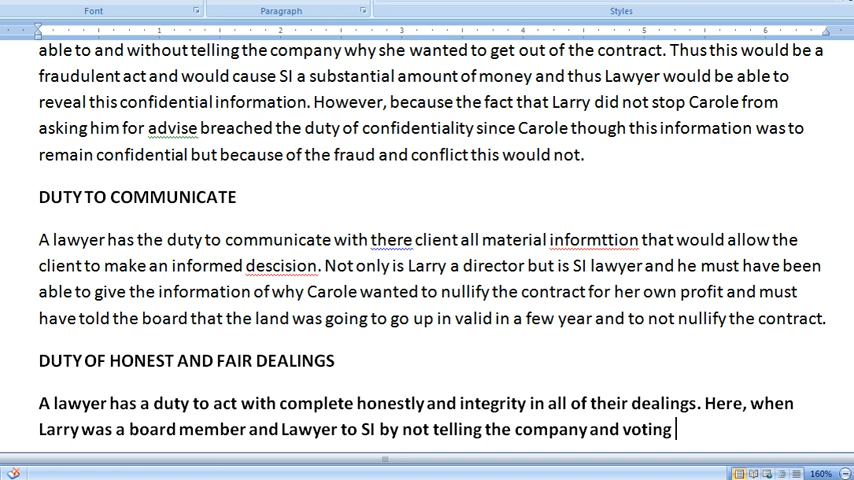 Font Paragraph Styles
1 2 3 4 5 6
able to and without telling the company why she wanted to get out of the contract. Thus this would be a
fraudulent act and would cause SI a substantial amount of money and thus Lawyer would be able to
reveal this confidential information. However, because the fact that Larry did not stop Carole from
asking him for advise breached the duty of confidentiality since Carole though this information was to
remain confidential but because of the fraud and conflict this would not.
DUTY TO COMMUNICATE
A lawyer has the duty to communicate with there client all material informttion that would allow the
client to make an informed descision. Not only is Larry a director but is SI lawyer and he must have been
able to give the information of why Carole wanted to nullify the contract for her own profit and must
have told the board that the land was going to go up in valid in a few year and to not nullify the contract.
DUTY OF HONEST AND FAIR DEALINGS
A lawyer has a duty to act with complete honestly and integrity in all of their dealings. Here, when
Larry was a board member and Lawyer to SI by not telling the company and voting
160%